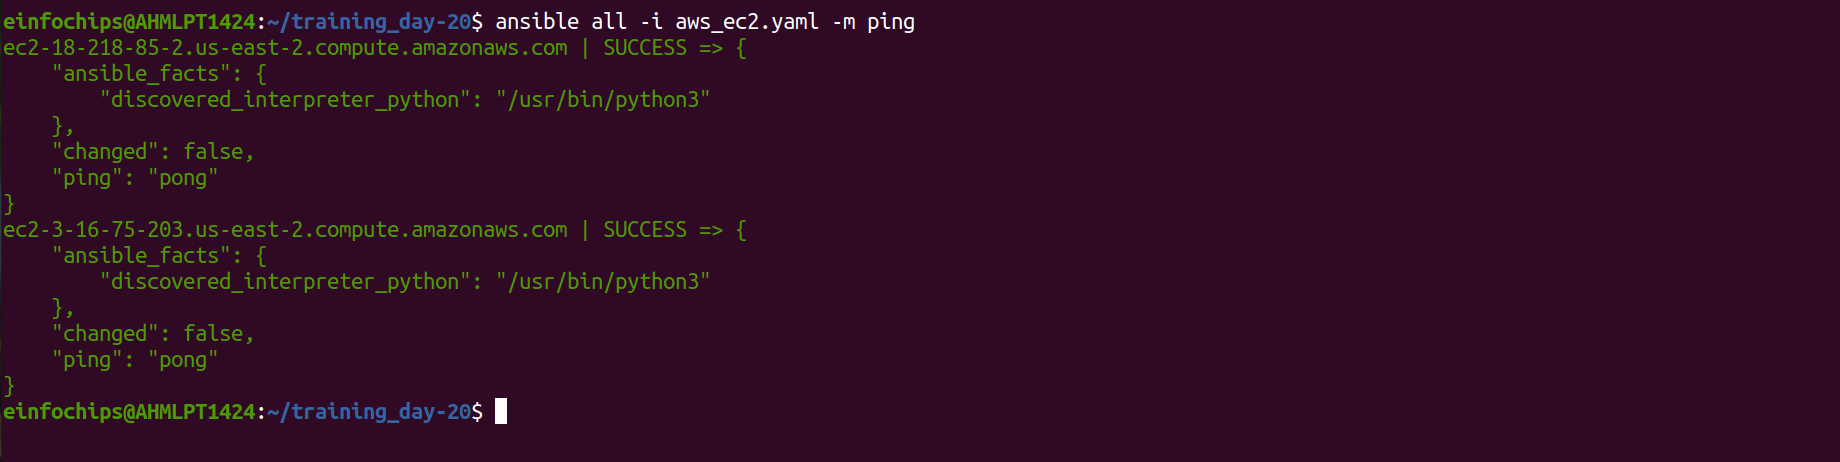 einfochips@AHMLPT1424:~/training_day-20$ ansible all -i aws_ec2.yaml -m ping
ec2-18-218-85-2.us-east-2.compute.amazonaws.com | SUCCESS => {
    "ansible_facts": {
        "discovered_interpreter_python": "/usr/bin/python3"
    },
    "changed": false,
    "ping": "pong"
}
ec2-3-16-75-203.us-east-2.compute.amazonaws.com | SUCCESS => {
    "ansible_facts": {
        "discovered_interpreter_python": "/usr/bin/python3"
    },
    "changed": false,
    "ping": "pong"
}
einfochips@AHMLPT1424:~/training_day-20$